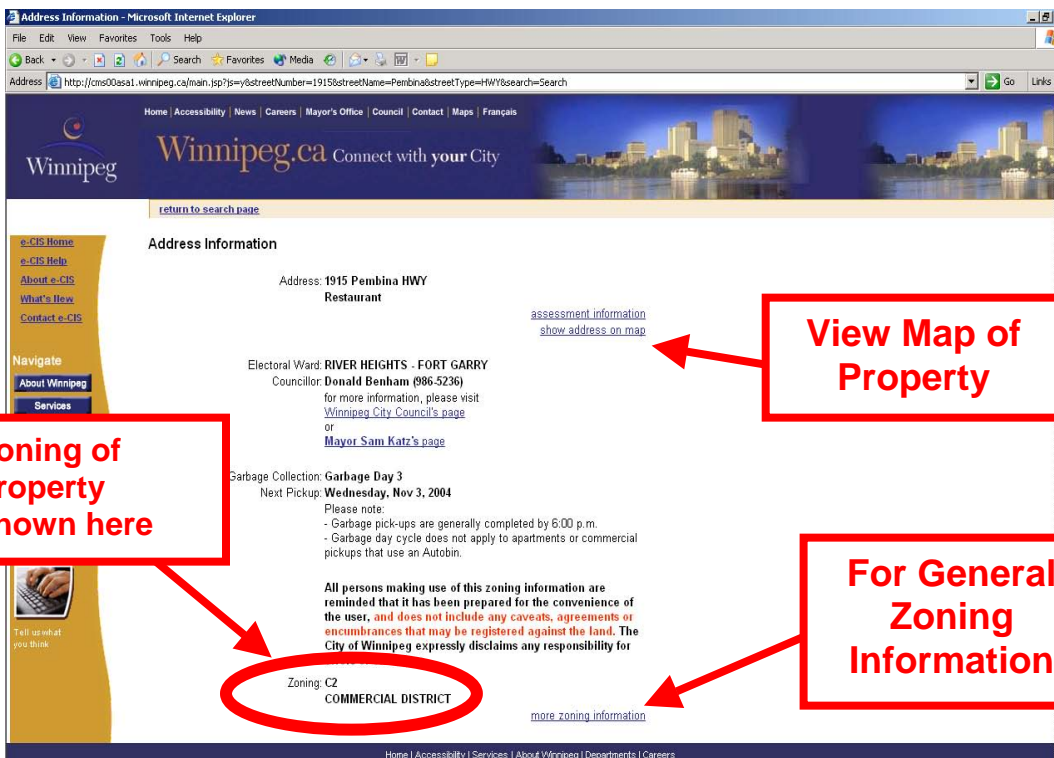 Address Information - Microsoft Internet Explorer
File Edit View Favorites Tools Help
Back Search Favorites Media
Address http://cms00asa1.winnipeg.ca/main.jsp?js=y&streetNumber=1915&streetName=Pembina&streetType=HWY&search=Search Go Links
Home | Accessibility | News | Careers | Mayor's Office | Council | Contact | Maps | Français
Winnipeg
Winnipeg.ca Connect with your City
return to search page
e-CIS Home
e-CIS Help
About e-CIS
What's New
Contact e-CIS
Navigate
About Winnipeg
Services
Address Information
Address: 1915 Pembina HWY
Restaurant
assessment information
show address on map
View Map of
Property
Electoral Ward: RIVER HEIGHTS - FORT GARRY
Councillor: Donald Benham (986-5236)
for more information, please visit
Winnipeg City Council's page
or
Mayor Sam Katz's page
oning of
roperty
hown here
Garbage Collection: Garbage Day 3
Next Pickup: Wednesday, Nov 3, 2004
Please note:
- Garbage pick-ups are generally completed by 6:00 p.m.
- Garbage day cycle does not apply to apartments or commercial
pickups that use an Autobin.
Tell us what
you think
All persons making use of this zoning information are
reminded that it has been prepared for the convenience of
the user, and does not include any caveats, agreements or
encumbrances that may be registered against the land. The
City of Winnipeg expressly disclaims any responsibility for
For General
Zoning
Information
Zoning: C2
COMMERCIAL DISTRICT
more zoning information
Home | Accessibility | Services | About Winnipeg | Departments | Careers